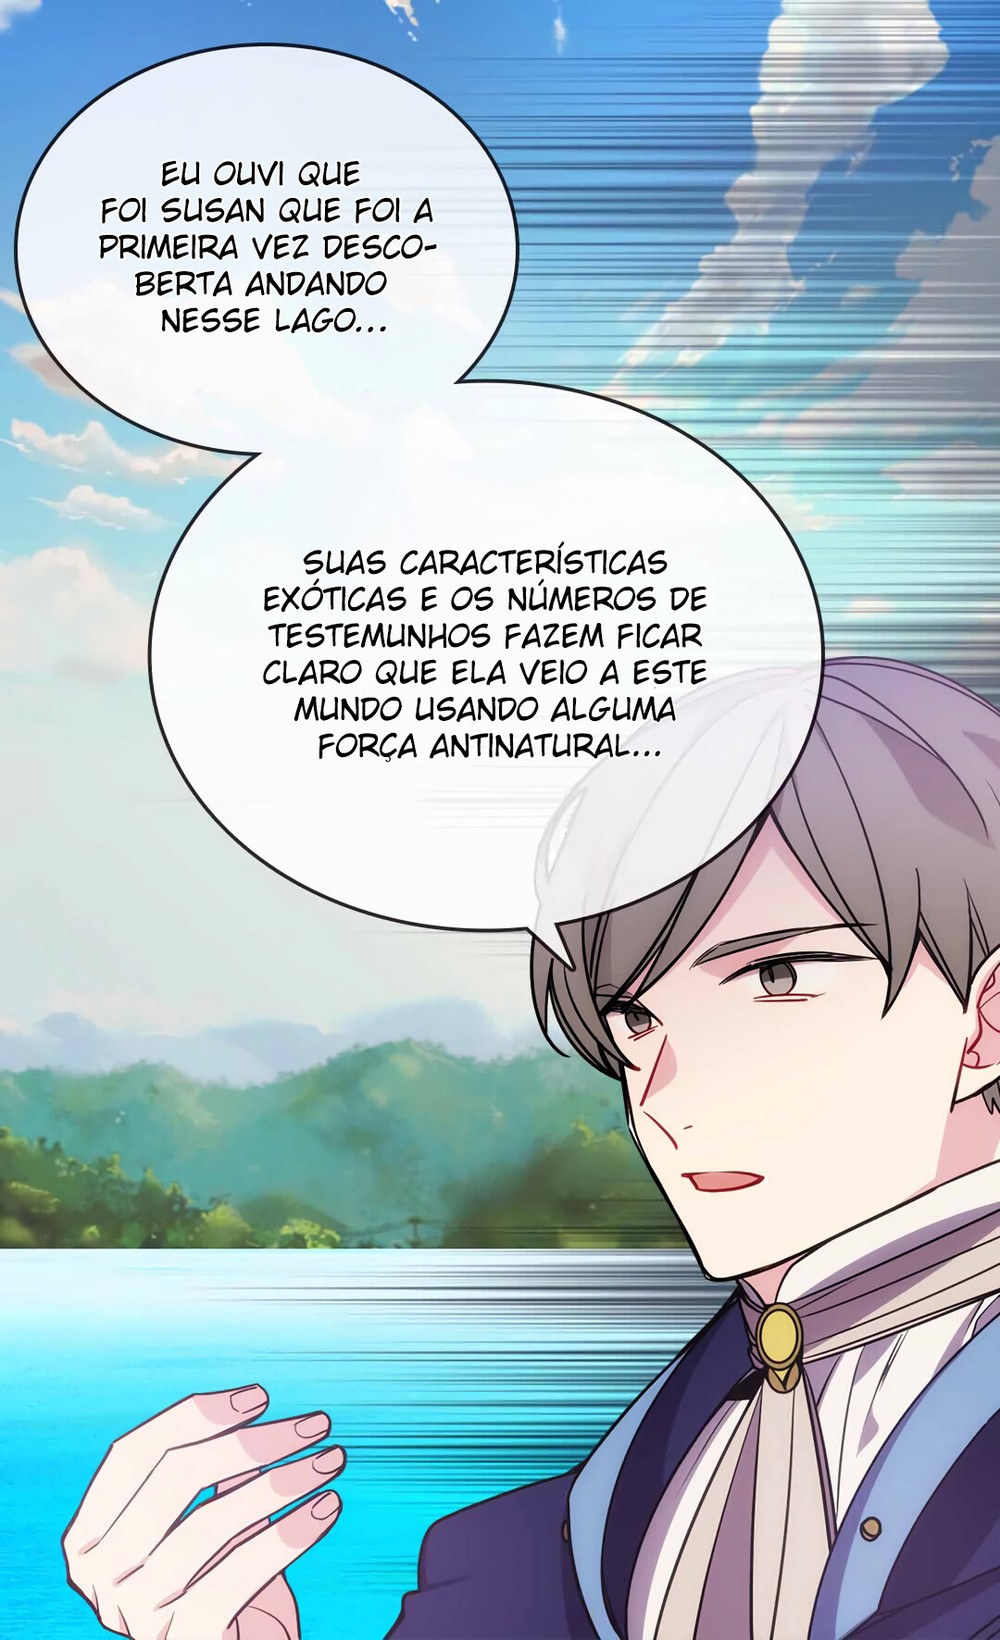 EU OUVI QUE
FOI SUSAN QUE FOI A
PRIMEIRA VEZ DESCO-
BERTA ANDANDO
NESSE LAGO...
SUAS CARACTERÍSTICAS
EXÓTICAS E OS NÚMEROS DE
TESTEMUNHOS FAZEM FICAR
CLARO QUE ELA VEIO A ESTE
MUNDO USANDO ALGUMA
FORÇA ANTINATURAL...